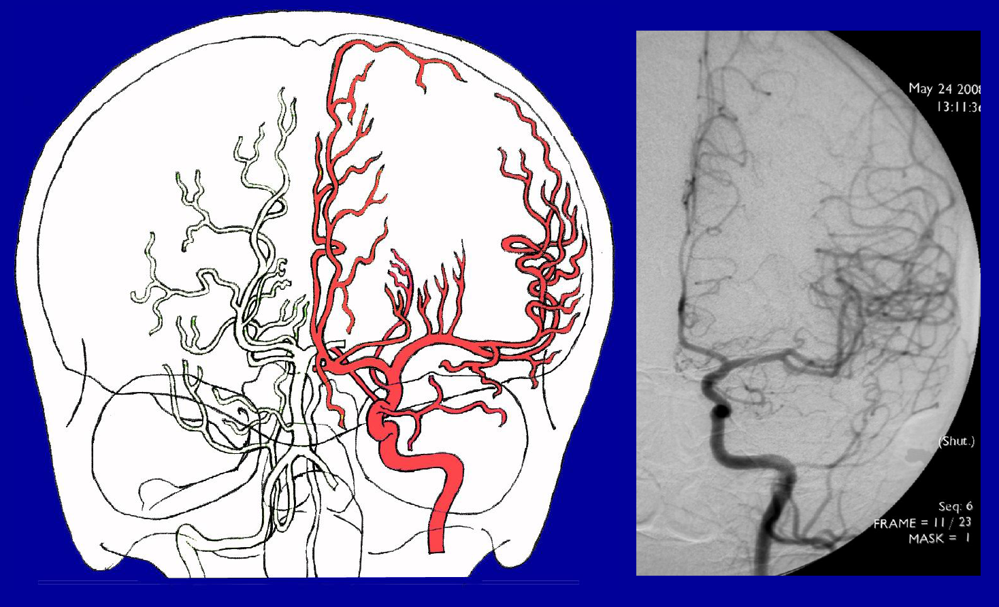 May 24 200
13:11:3
(Shut.)
Seq: 6
FRAME = 11 / 23
MASK = 1